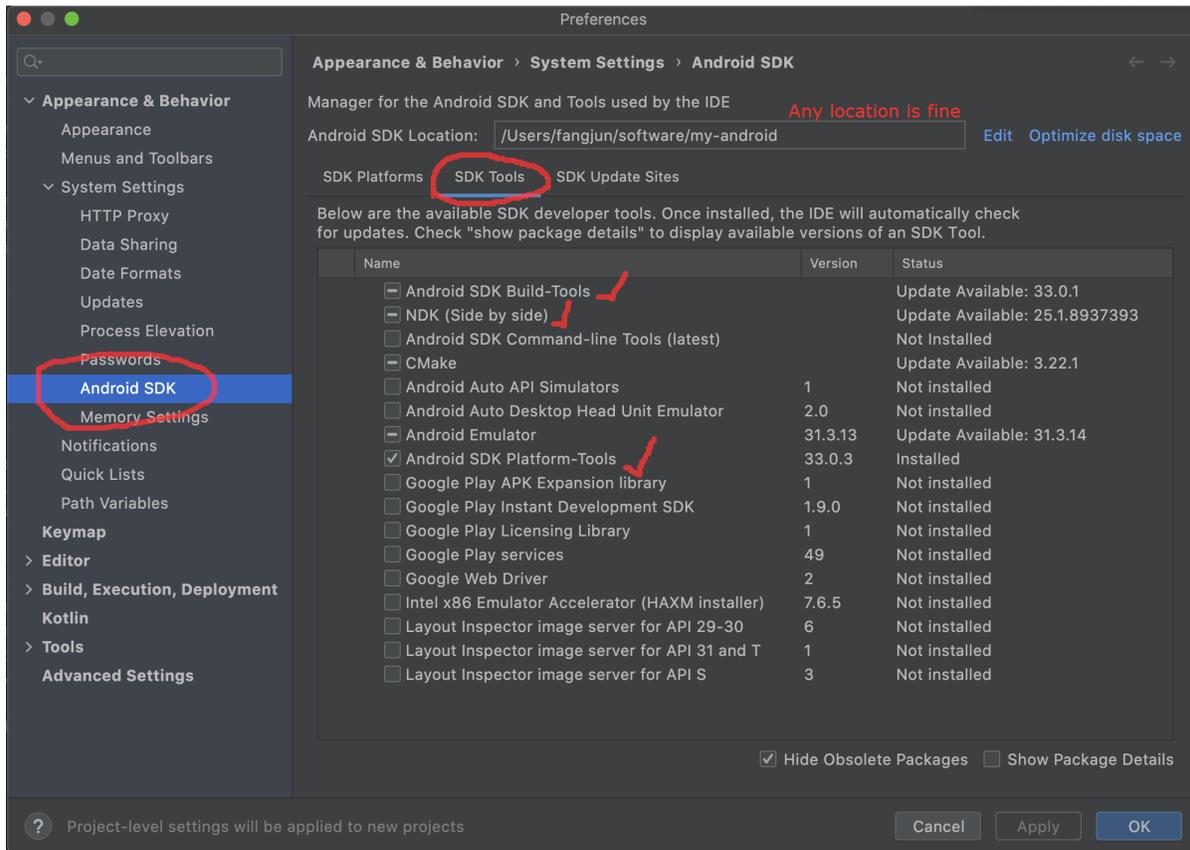 Preferences
Appearance & Behavior › System Settings › Android SDK
Manager for the Android SDK and Tools used by the IDE
Any location is fine
Android SDK Location: /Users/fangjun/software/my-android Edit Optimize disk space
SDK Platforms SDK Tools SDK Update Sites
Below are the available SDK developer tools. Once installed, the IDE will automatically check
for updates. Check "show package details" to display available versions of an SDK Tool.
Name Version Status
Android SDK Build-Tools Update Available: 33.0.1
NDK (Side by side) Update Available: 25.1.8937393
Android SDK Command-line Tools (latest) Not Installed
CMake Update Available: 3.22.1
Android Auto API Simulators 1 Not installed
Android Auto Desktop Head Unit Emulator 2.0 Not installed
Android Emulator 31.3.13 Update Available: 31.3.14
Android SDK Platform-Tools 33.0.3 Installed
Google Play APK Expansion library 1 Not installed
Google Play Instant Development SDK 1.9.0 Not installed
Google Play Licensing Library 1 Not installed
Google Play services 49 Not installed
Google Web Driver 2 Not installed
Intel x86 Emulator Accelerator (HAXM installer) 7.6.5 Not installed
Layout Inspector image server for API 29-30 6 Not installed
Layout Inspector image server for API 31 and T 1 Not installed
Layout Inspector image server for API S 3 Not installed
Hide Obsolete Packages Show Package Details
Appearance & Behavior
Appearance
Menus and Toolbars
System Settings
HTTP Proxy
Data Sharing
Date Formats
Updates
Process Elevation
Passwords
Android SDK
Memory Settings
Notifications
Quick Lists
Path Variables
Keymap
Editor
Build, Execution, Deployment
Kotlin
Tools
Advanced Settings
? Project-level settings will be applied to new projects
Cancel Apply OK